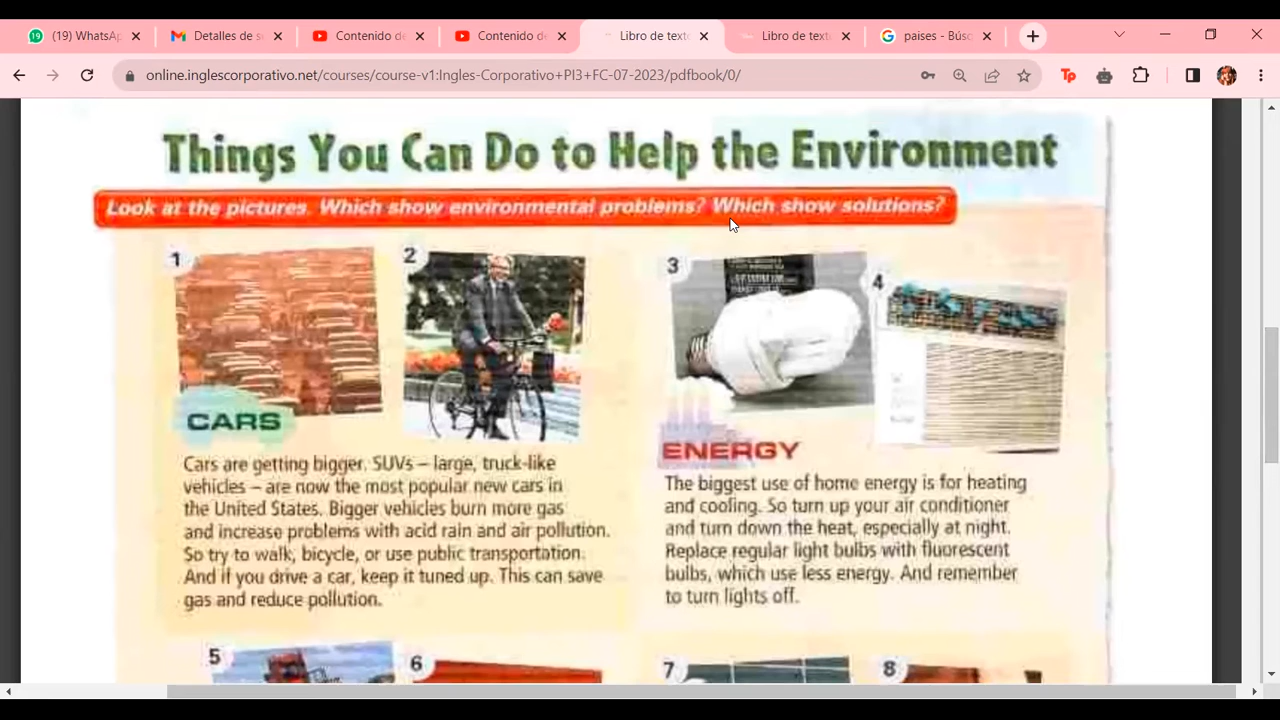 (19) WhatsAp
Detalles de s
Contenido de
Contenido de
Libro de texto
Libro de texto
paises - Búsq
online.inglescorporativo.net/courses/course-v1:Ingles-Corporativo+PI3+FC-07-2023/pdfbook/0/
Things You Can Do to Help the Environment
Look at the pictures. Which show environmental problems? Which show solutions?
1
2
3
4
CARS
Cars are getting bigger. SUVs – large, truck-like
vehicles – are now the most popular new cars in
the United States. Bigger vehicles burn more gas
and increase problems with acid rain and air pollution.
So try to walk, bicycle, or use public transportation.
And if you drive a car, keep it tuned up. This can save
gas and reduce pollution.
ENERGY
The biggest use of home energy is for heating
and cooling. So turn up your air conditioner
and turn down the heat, especially at night.
Replace regular light bulbs with fluorescent
bulbs, which use less energy. And remember
to turn lights off.
5
6
7
8